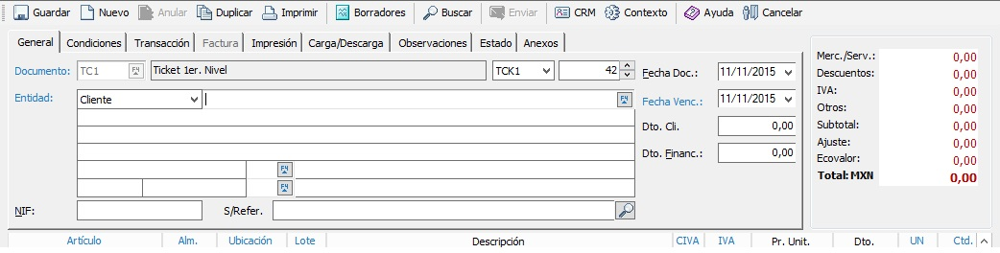 Guardar Nuevo Anular Duplicar Imprimir Borradores Buscar Enviar CRM Contexto Ayuda Cancelar
General Condiciones Transacción Factura Impresión Carga/Descarga Observaciones Estado Anexos
Documento: TC1 F4 Ticket 1er. Nivel TCK1 42 Fecha Doc.: 11/11/2015
Entidad: Cliente F4 Fecha Venc.: 11/11/2015
Dto. Cli. 0,00
Dto. Financ.: 0,00
F4
F4
NIF: S/Refer.
Merc./Serv.: 0,00
Descuentos: 0,00
IVA: 0,00
Otros: 0,00
Subtotal: 0,00
Ajuste: 0,00
Ecovalor: 0,00
Total: MXN 0,00
Artículo Alm. Ubicación Lote Descripción CIVA IVA Pr. Unit. Dto. UN Ctd.